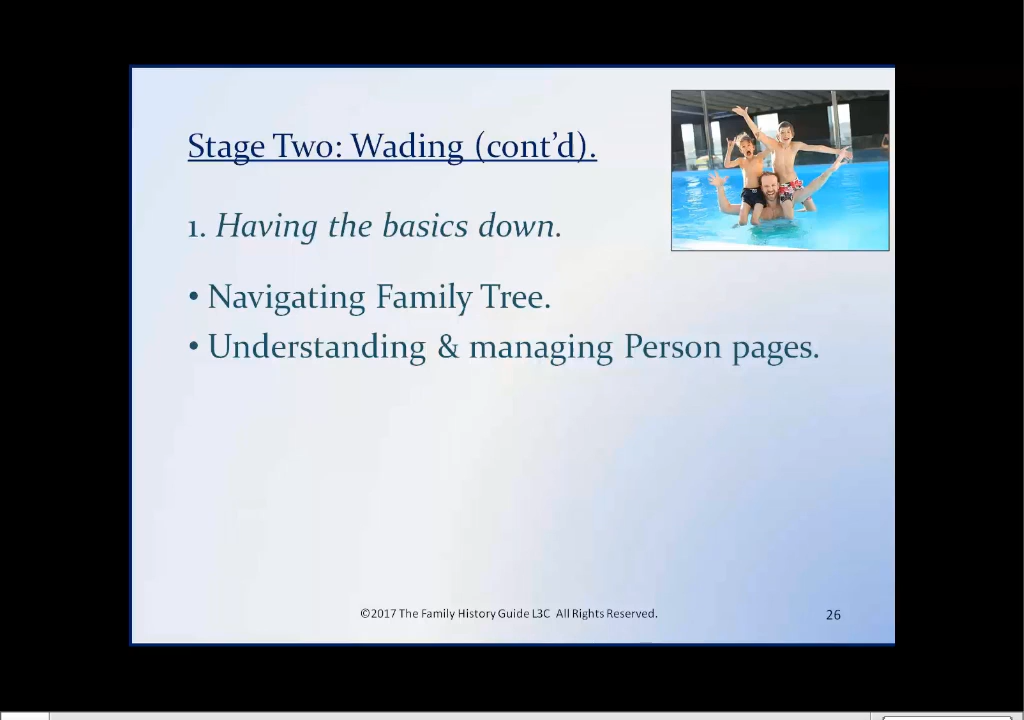 Stage Two: Wading (cont’d).
1. Having the basics down.
• Navigating Family Tree.
• Understanding & managing Person pages.
©2017 The Family History Guide L3C  All Rights Reserved.
26